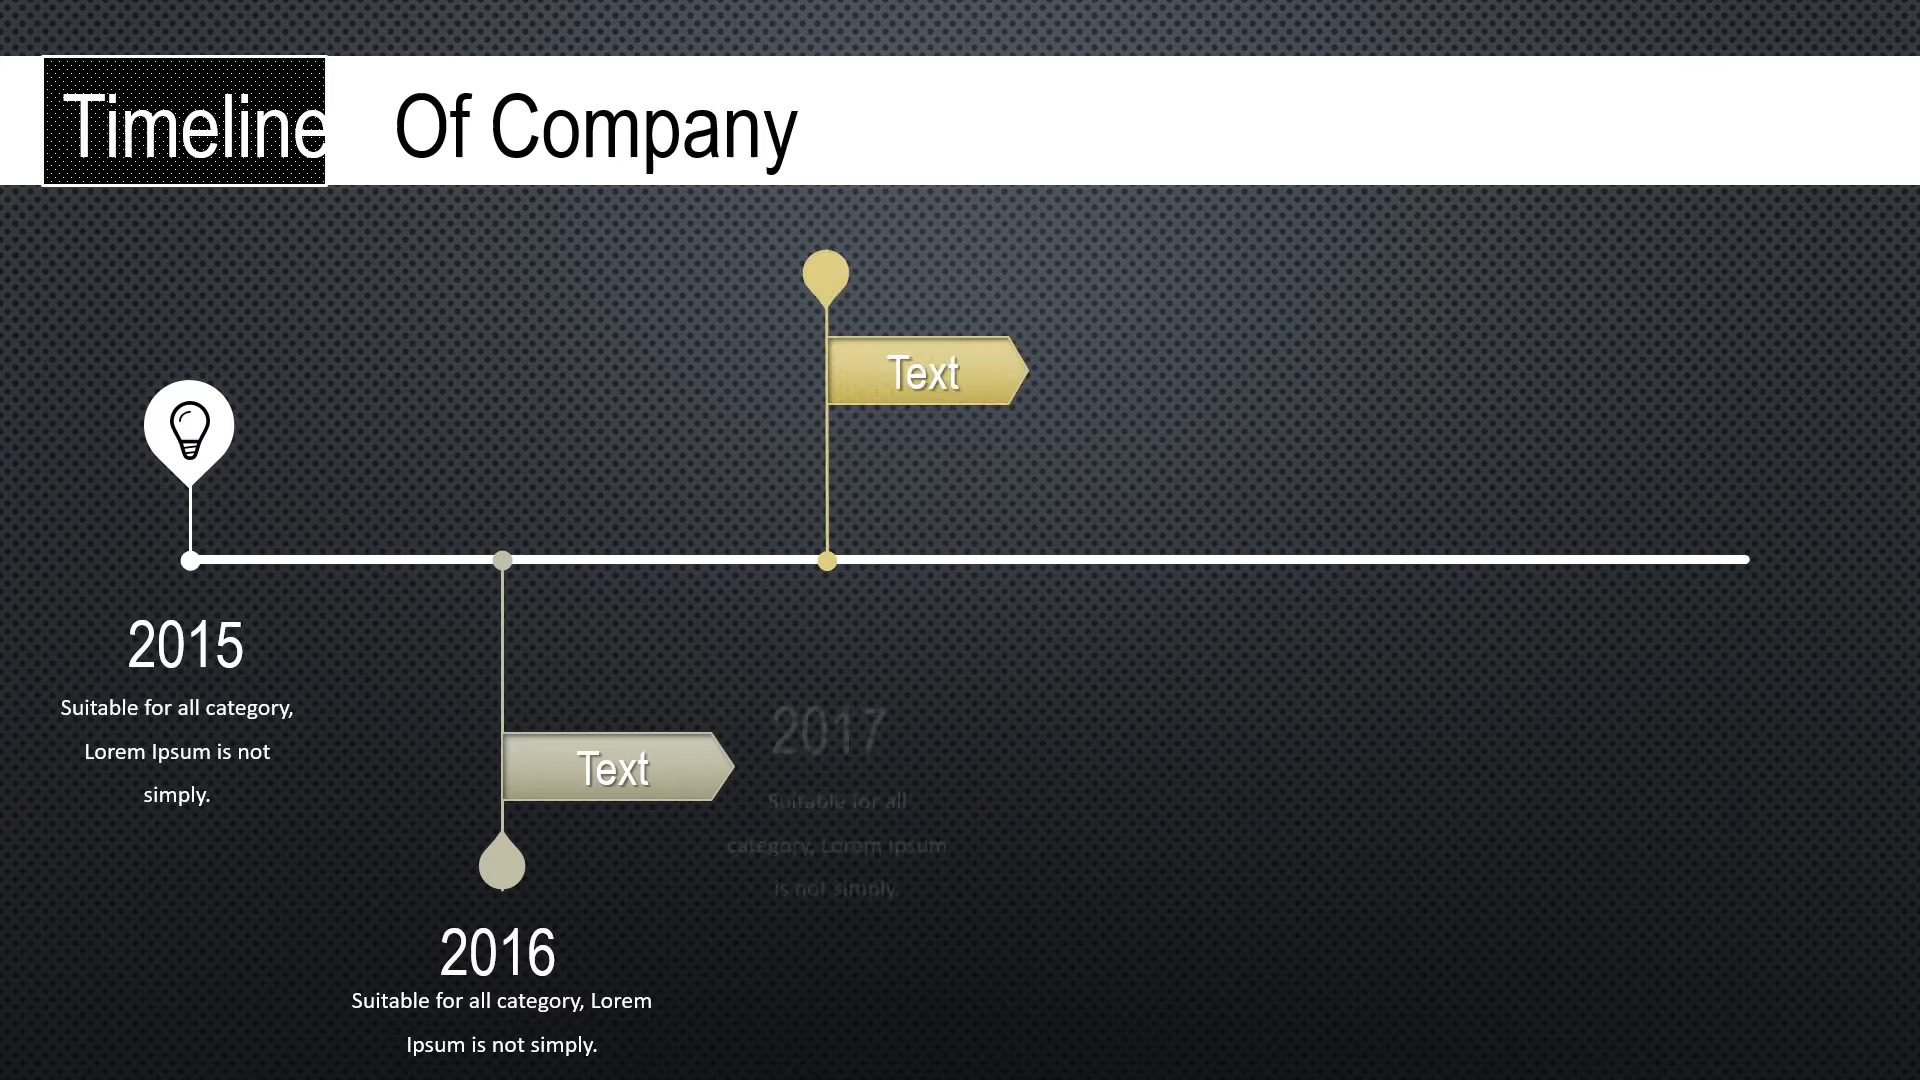 Timeline Of Company
Text
2015
Suitable for all category,
Lorem Ipsum is not
simply.
Text
2017
Suitable for all
category, Lorem Ipsum
is not simply.
2016
Suitable for all category, Lorem
Ipsum is not simply.